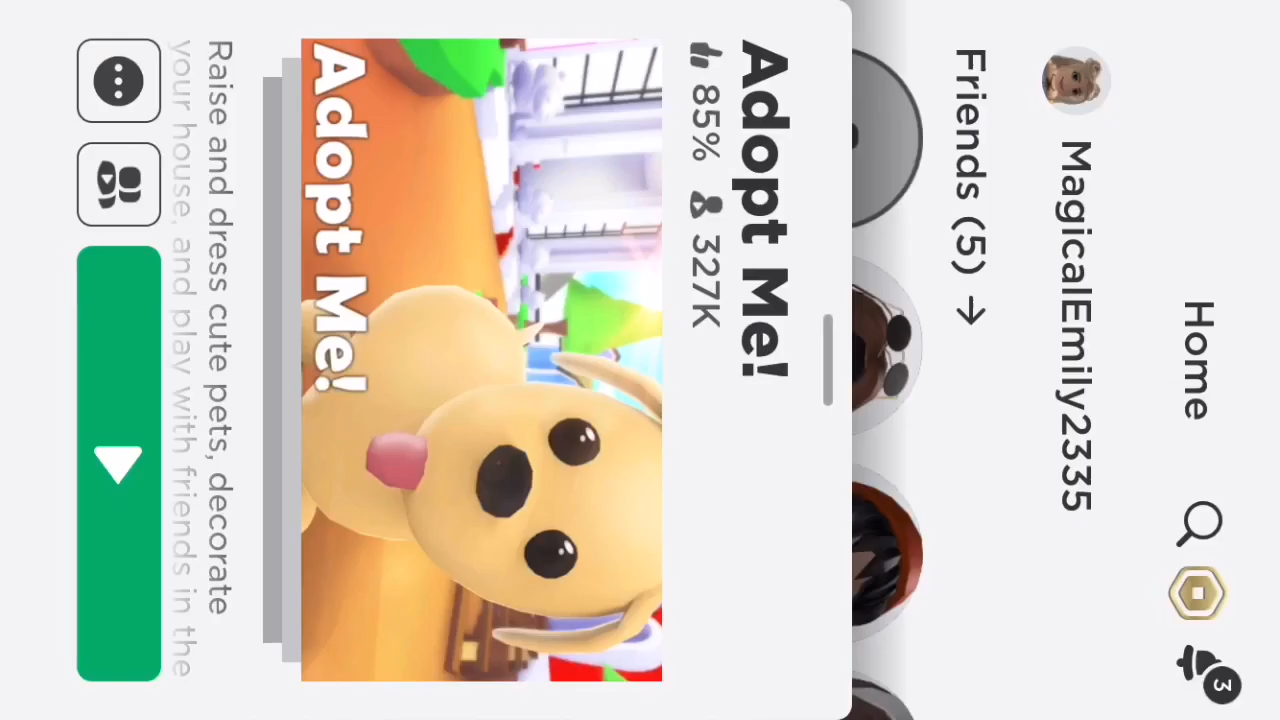 Home
3
MagicalEmily2335
Friends (5) →
Adopt Me!
85% 327K
Adopt Me!
Raise and dress cute pets, decorate
your house, and play with friends in the